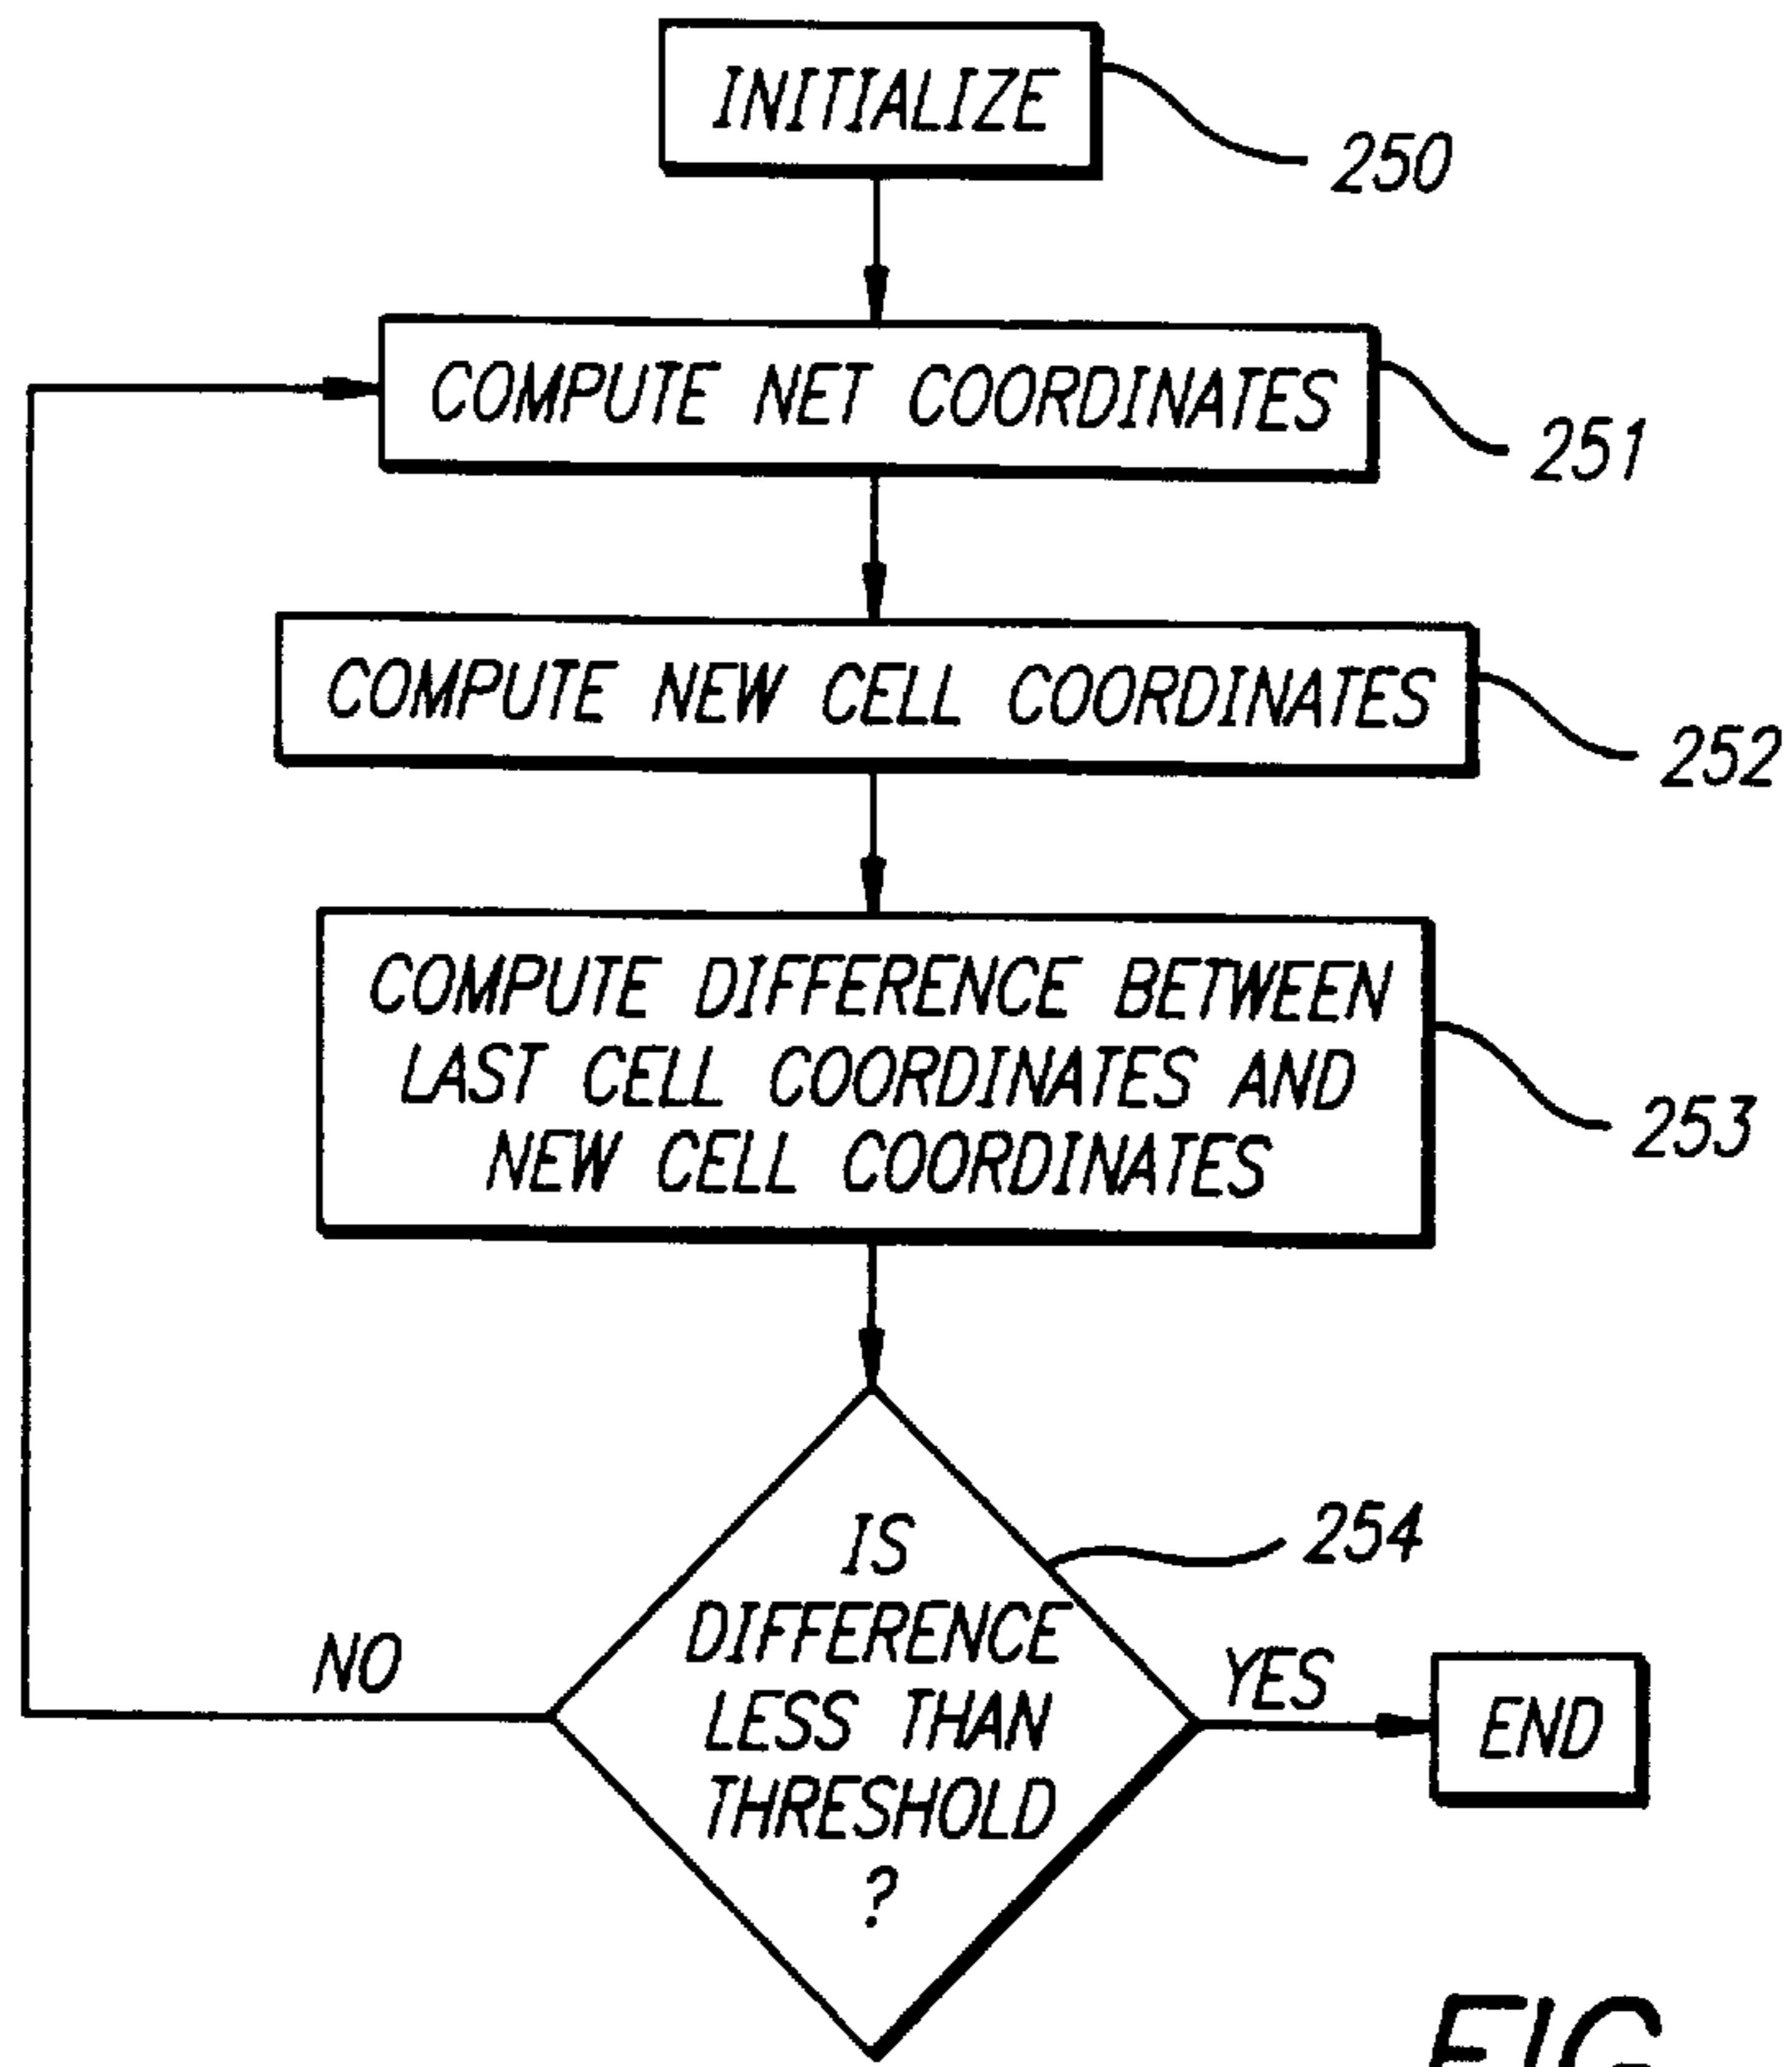 INITIALIZE
250
COMPUTE NET COORDINATES
251
COMPUTE NEW CELL COORDINATES
252
COMPUTE DIFFERENCE BETWEEN
LAST CELL COORDINATES AND
NEW CELL COORDINATES
253
IS
DIFFERENCE
LESS THAN
THRESHOLD
?
254
NO
YES
END
FIG